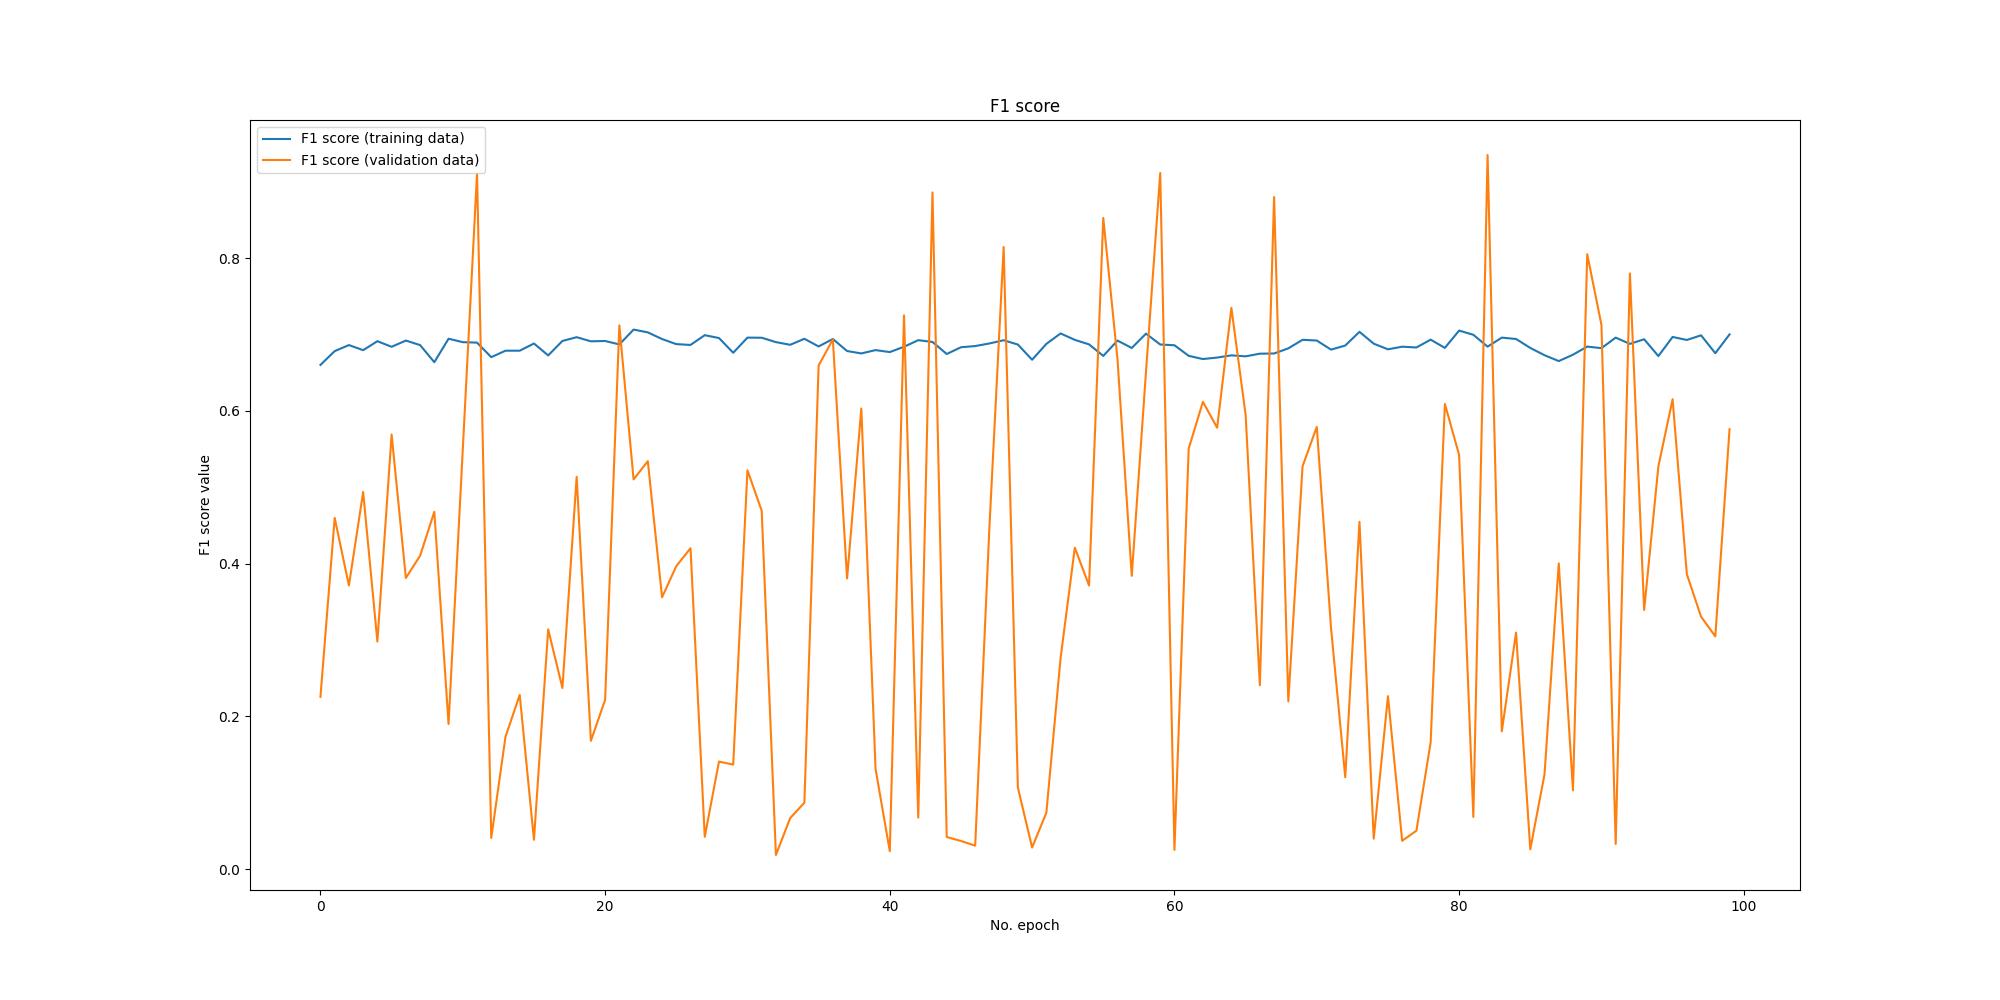 F1 score
F1 score (training data)
F1 score (validation data)
F1 score value
0.8
0.6
0.4
0.2
0.0
0 20 40 60 80 100
No. epoch